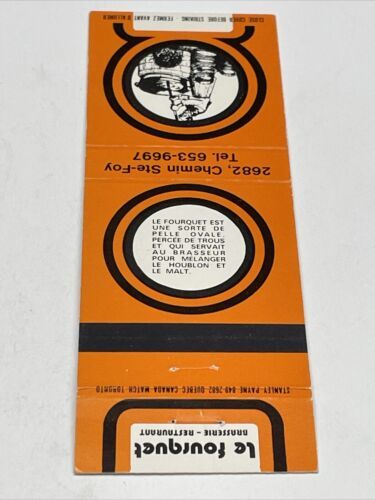 CLOSE COVER BEFORE STRIKING - FERMEZ AVANT D'ALLUMER
2682, Chemin Ste-Foy
Tel. 653-9697
LE FOURQUET EST
UNE SORTE DE
PELLE OVALE,
PERCÉE DE TROUS
ET QUI SERVAIT
AU BRASSEUR
POUR MÉLANGER
LE HOUBLON ET
LE MALT.
STANLEY PAYNE 849-2682 QUEBEC CANADA MATCH TORONTO
Le fourquet
BRASSERIE - RESTAURANT